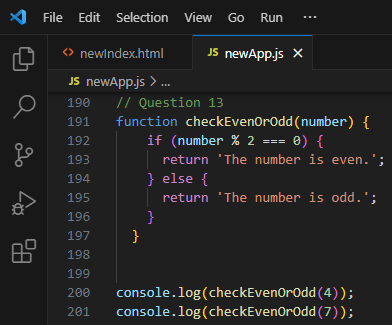 File Edit Selection View Go Run ...
<> newIndex.html JS newApp.js ×
JS newApp.js > ...
190 // Question 13
191 function checkEvenOrOdd(number) {
192 if (number % 2 === 0) {
193 return 'The number is even.';
194 } else {
195 return 'The number is odd.';
196 }
197 }
198
199
200 console.log(checkEvenOrOdd(4));
201 console.log(checkEvenOrOdd(7));